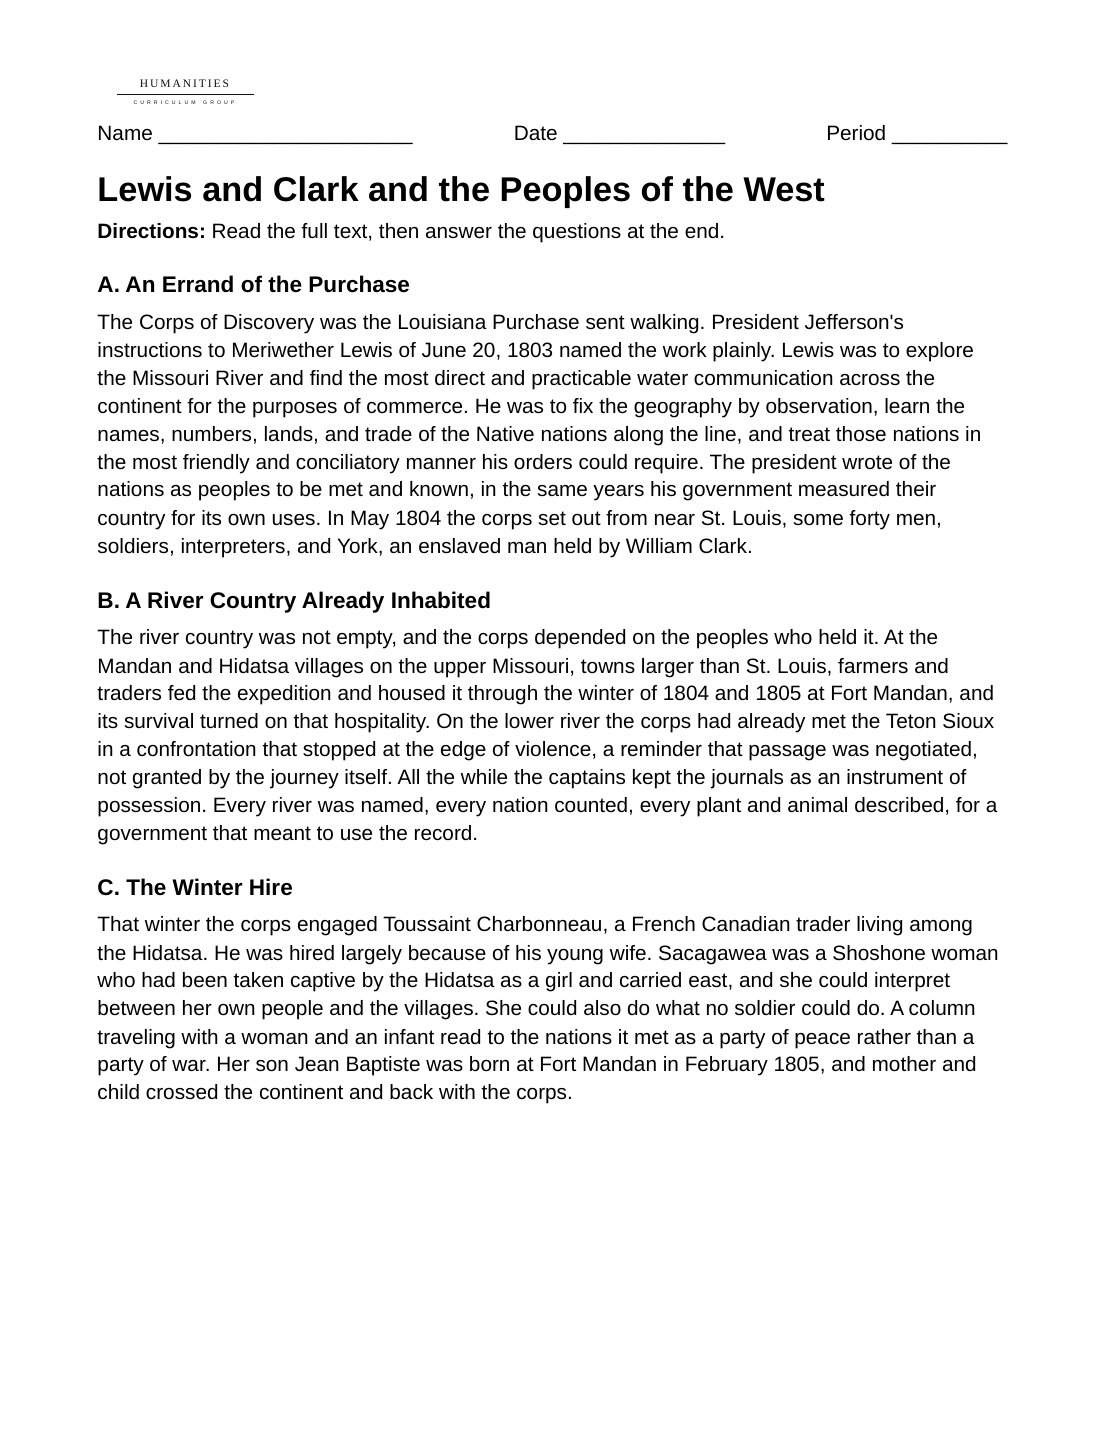 HUMANITIES
CURRICULUM GROUP
Name ______________________ Date ______________ Period __________
Lewis and Clark and the Peoples of the West
Directions: Read the full text, then answer the questions at the end.
A. An Errand of the Purchase
The Corps of Discovery was the Louisiana Purchase sent walking. President Jefferson's
instructions to Meriwether Lewis of June 20, 1803 named the work plainly. Lewis was to explore
the Missouri River and find the most direct and practicable water communication across the
continent for the purposes of commerce. He was to fix the geography by observation, learn the
names, numbers, lands, and trade of the Native nations along the line, and treat those nations in
the most friendly and conciliatory manner his orders could require. The president wrote of the
nations as peoples to be met and known, in the same years his government measured their
country for its own uses. In May 1804 the corps set out from near St. Louis, some forty men,
soldiers, interpreters, and York, an enslaved man held by William Clark.
B. A River Country Already Inhabited
The river country was not empty, and the corps depended on the peoples who held it. At the
Mandan and Hidatsa villages on the upper Missouri, towns larger than St. Louis, farmers and
traders fed the expedition and housed it through the winter of 1804 and 1805 at Fort Mandan, and
its survival turned on that hospitality. On the lower river the corps had already met the Teton Sioux
in a confrontation that stopped at the edge of violence, a reminder that passage was negotiated,
not granted by the journey itself. All the while the captains kept the journals as an instrument of
possession. Every river was named, every nation counted, every plant and animal described, for a
government that meant to use the record.
C. The Winter Hire
That winter the corps engaged Toussaint Charbonneau, a French Canadian trader living among
the Hidatsa. He was hired largely because of his young wife. Sacagawea was a Shoshone woman
who had been taken captive by the Hidatsa as a girl and carried east, and she could interpret
between her own people and the villages. She could also do what no soldier could do. A column
traveling with a woman and an infant read to the nations it met as a party of peace rather than a
party of war. Her son Jean Baptiste was born at Fort Mandan in February 1805, and mother and
child crossed the continent and back with the corps.